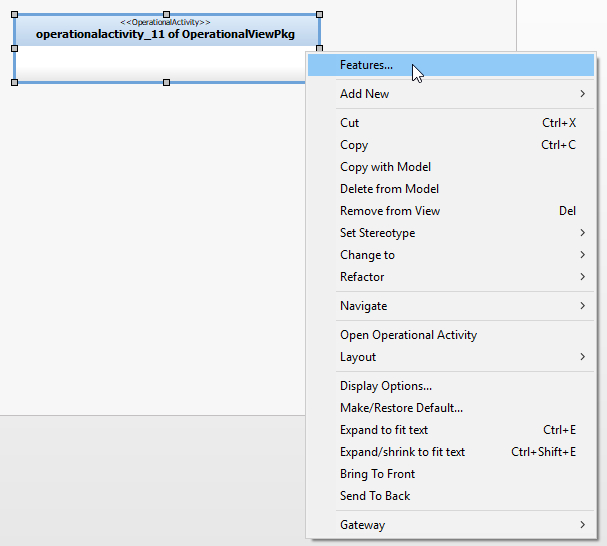 <<OperationalActivity>>
operationalactivity_11 of OperationalViewPkg
Features...
Add New
Cut Ctrl+X
Copy Ctrl+C
Copy with Model
Delete from Model
Remove from View Del
Set Stereotype
Change to
Refactor
Navigate
Open Operational Activity
Layout
Display Options...
Make/Restore Default...
Expand to fit text Ctrl+E
Expand/shrink to fit text Ctrl+Shift+E
Bring To Front
Send To Back
Gateway